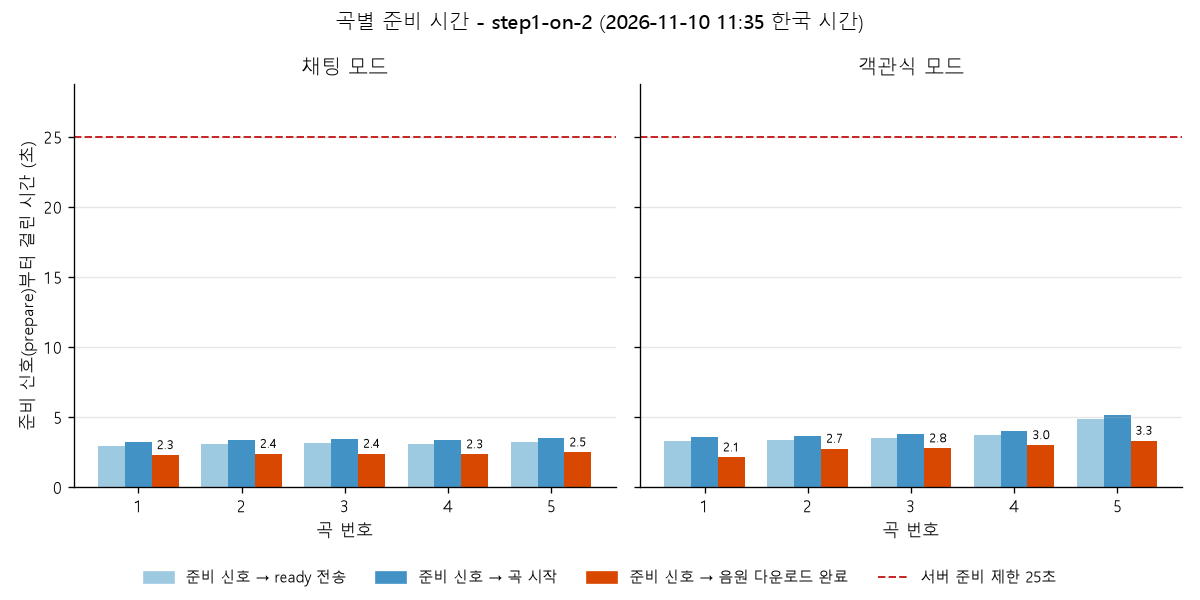 곡별 준비 시간 - step1-on-2 (2026-11-10 11:35 한국 시간)
채팅 모드
객관식 모드
준비 신호(prepare)부터 걸린 시간 (초)
25
20
15
10
5
0
2.3
2.4
2.4
2.3
2.5
2.1
2.7
2.8
3.0
3.3
1 2 3 4 5
1 2 3 4 5
곡 번호
곡 번호
준비 신호 → ready 전송
준비 신호 → 곡 시작
준비 신호 → 음원 다운로드 완료
서버 준비 제한 25초